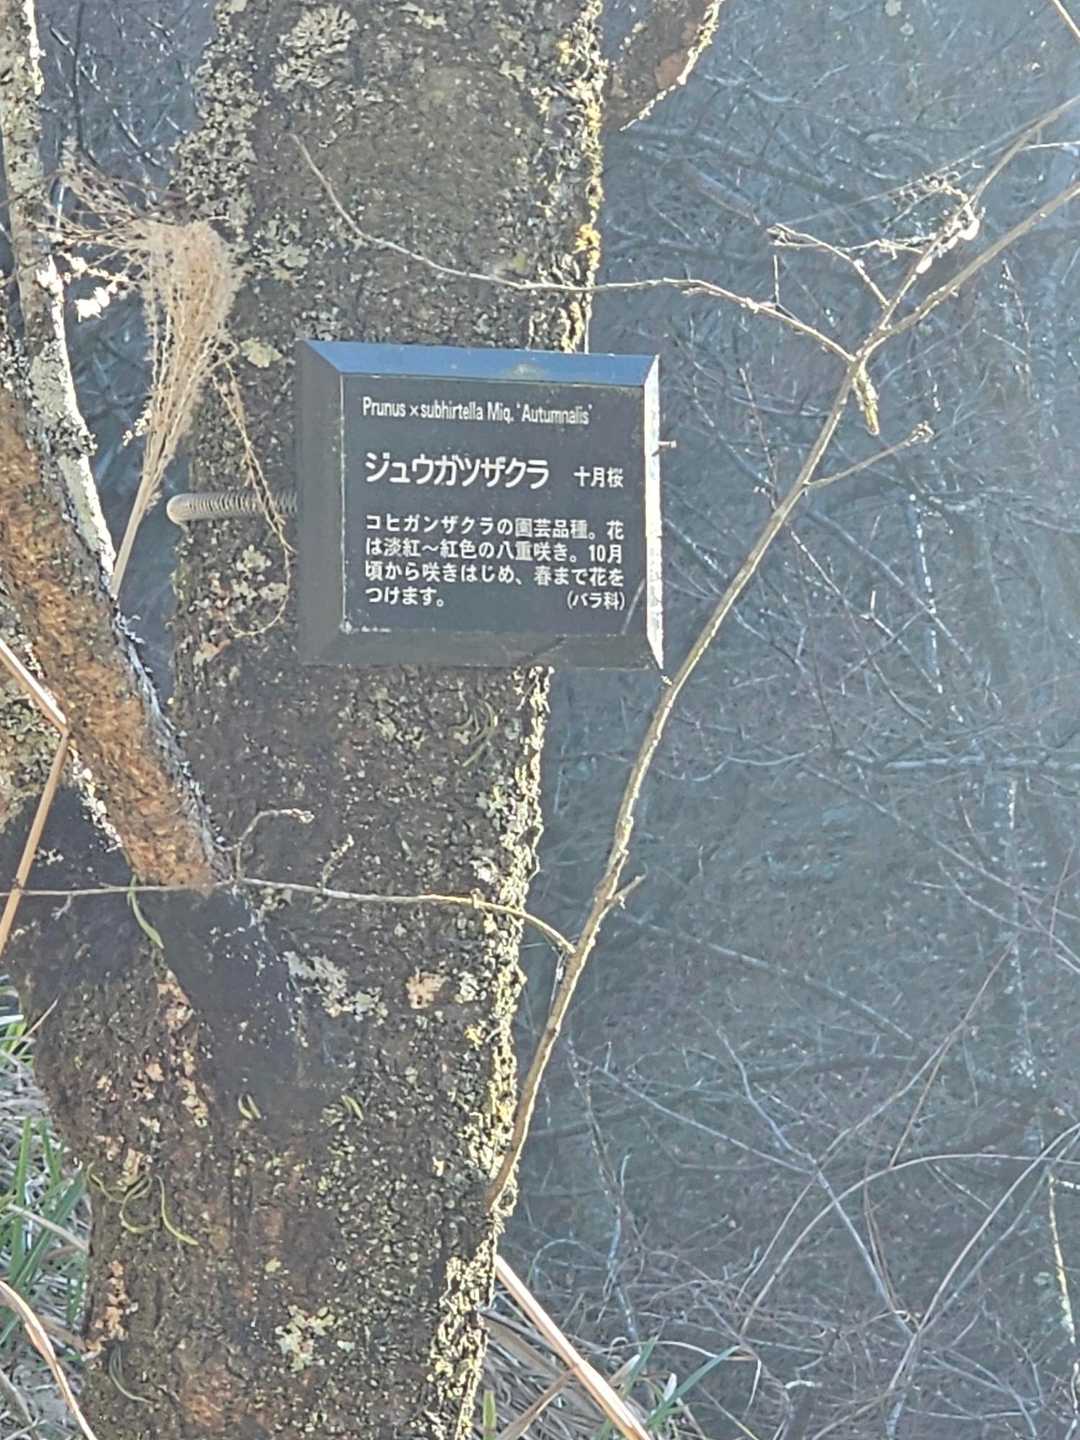 Prunus × subhirtella Miq. 'Autumnalis'
ジュウガツザクラ 十月桜
コヒガンザクラの園芸品種。花
は淡紅～紅色の八重咲き。10月
頃から咲きはじめ、春まで花を
つけます。 (バラ科)